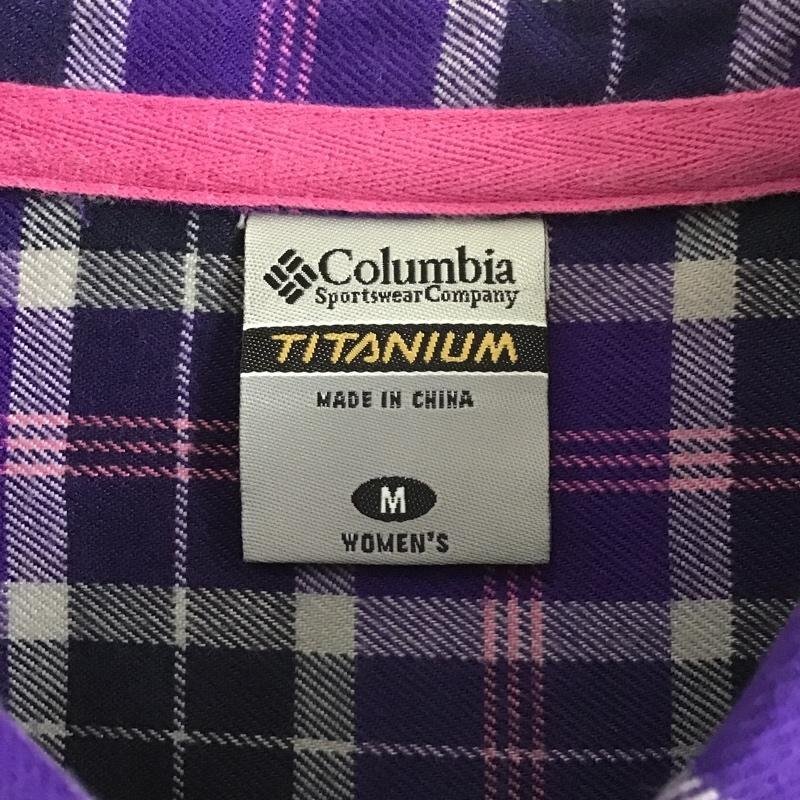 Columbia
Sportswear Company
TITANIUM
MADE IN CHINA
M
WOMEN'S